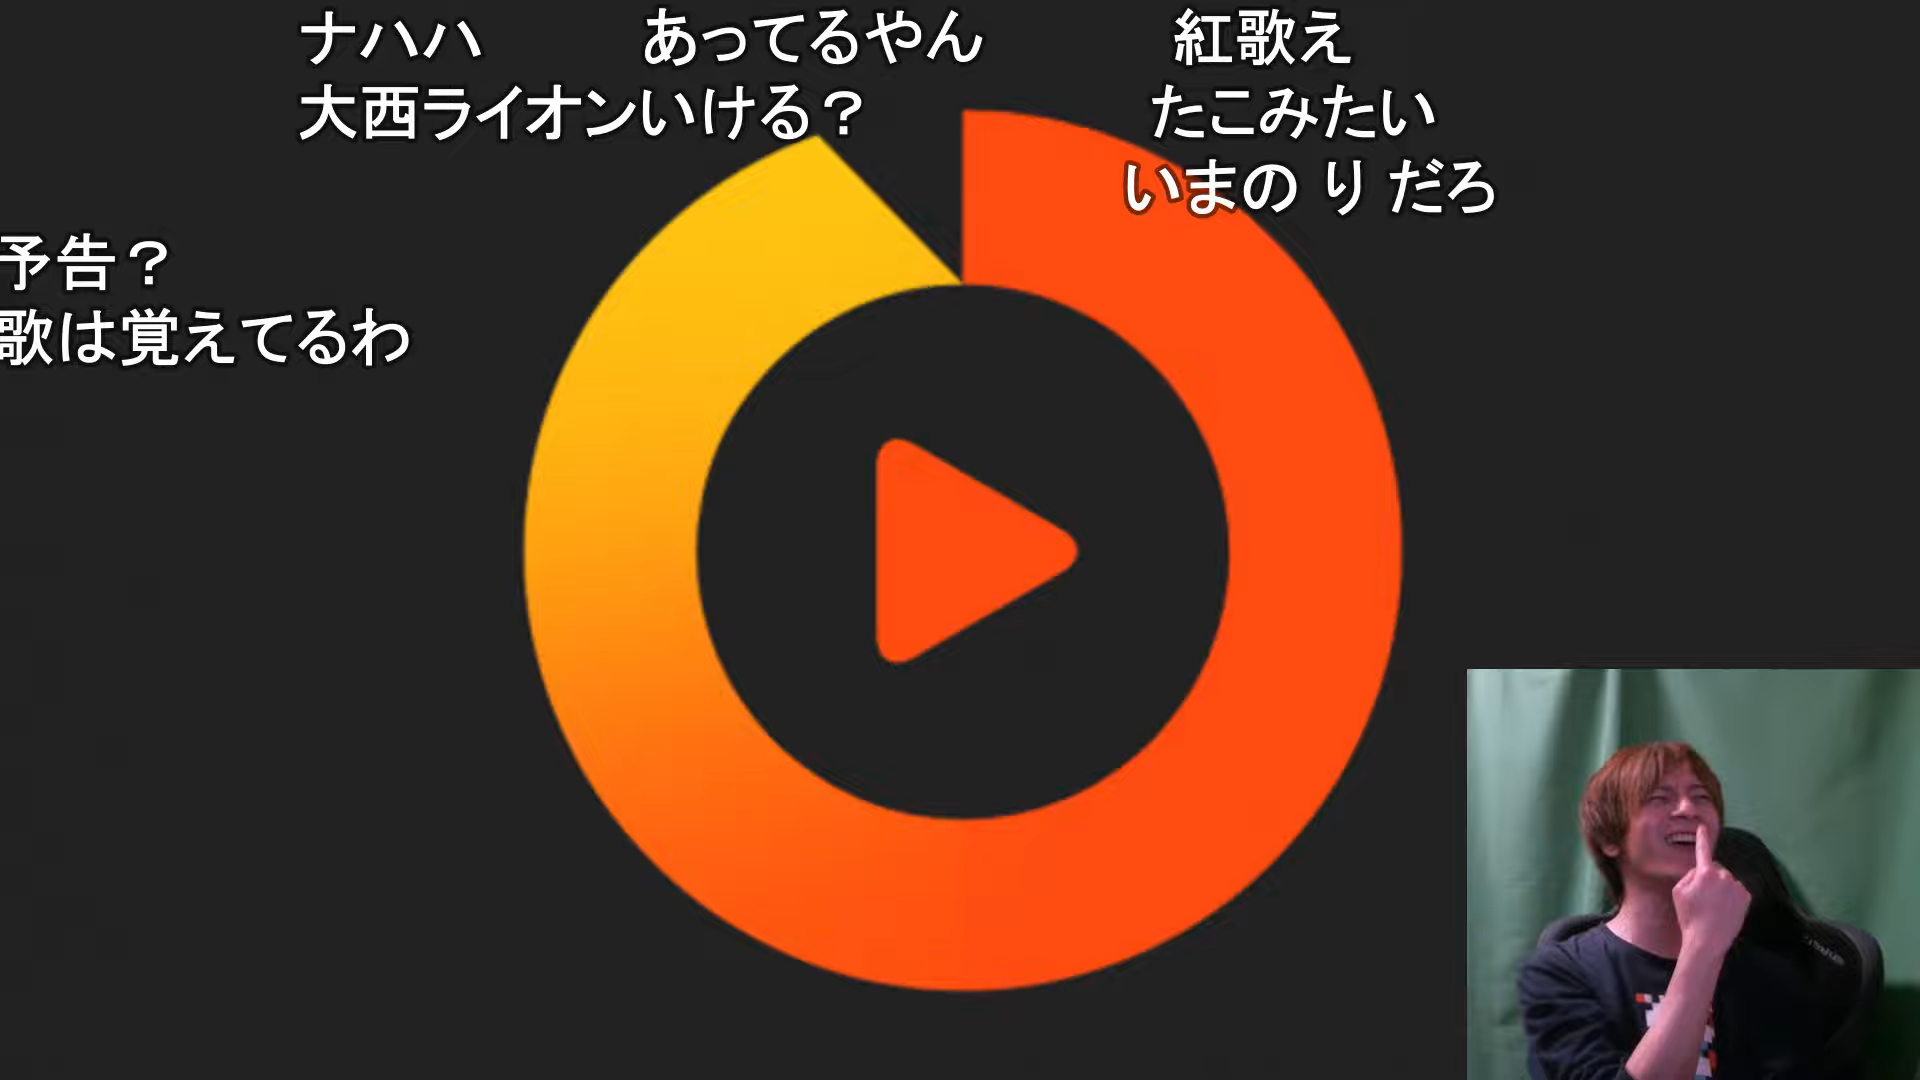 ナハハ
あってるやん
紅歌え
大西ライオンいける？
たこみたい
いまの り だろ
予告？
歌は覚えてるわ